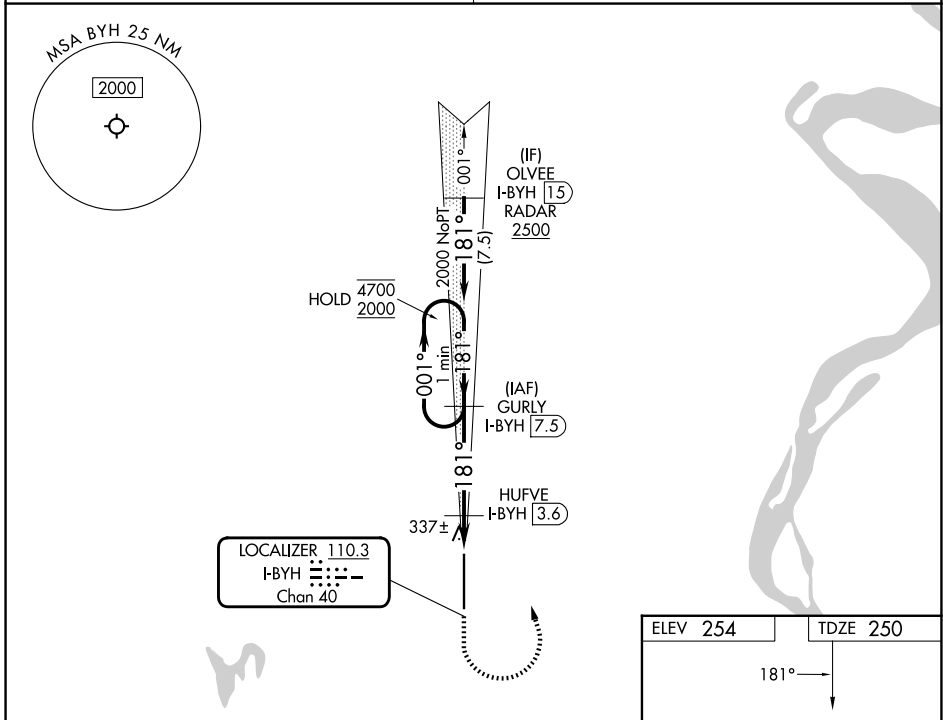 MSA BYH 25 NM
2000
001°
(IF)
OLVEE
I-BYH 15
RADAR
2500
2000 NoPT
181°
(7.5)
HOLD 4700
2000
001°
1 min
181°
(IAF)
GURLY
I-BYH 7.5
181°
HUFVE
I-BYH 3.6
337±
LOCALIZER 110.3
I-BYH
Chan 40
ELEV 254
TDZE 250
181°